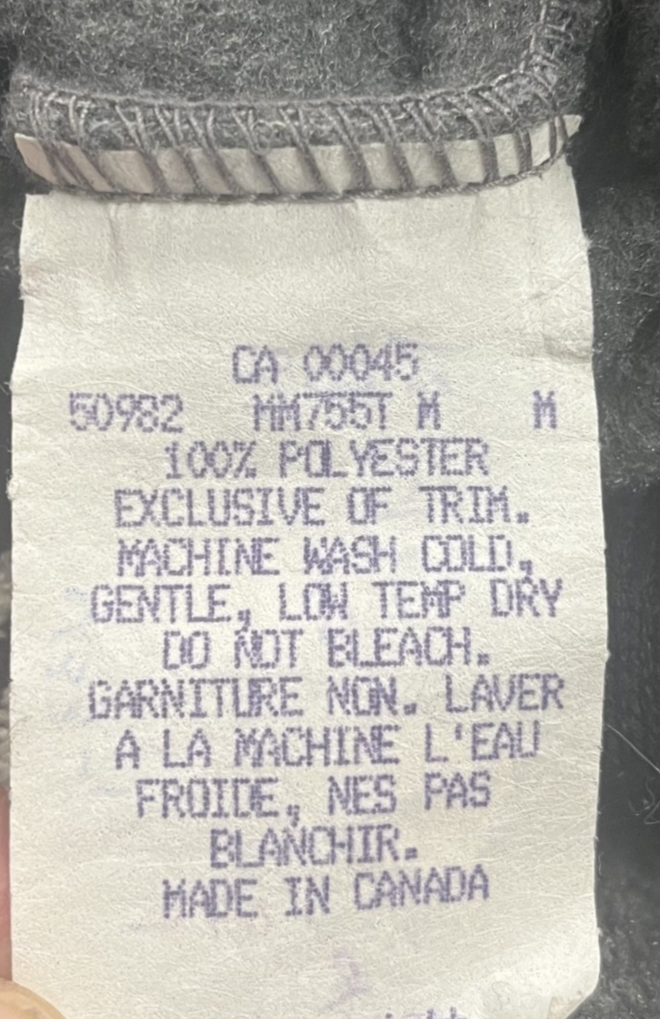 CA 00045
50982 MM755T M M
100% POLYESTER
EXCLUSIVE OF TRIM.
MACHINE WASH COLD,
GENTLE, LOW TEMP DRY
DO NOT BLEACH.
GARNITURE NON. LAVER
A LA MACHINE L'EAU
FROIDE, NES PAS
BLANCHIR.
MADE IN CANADA